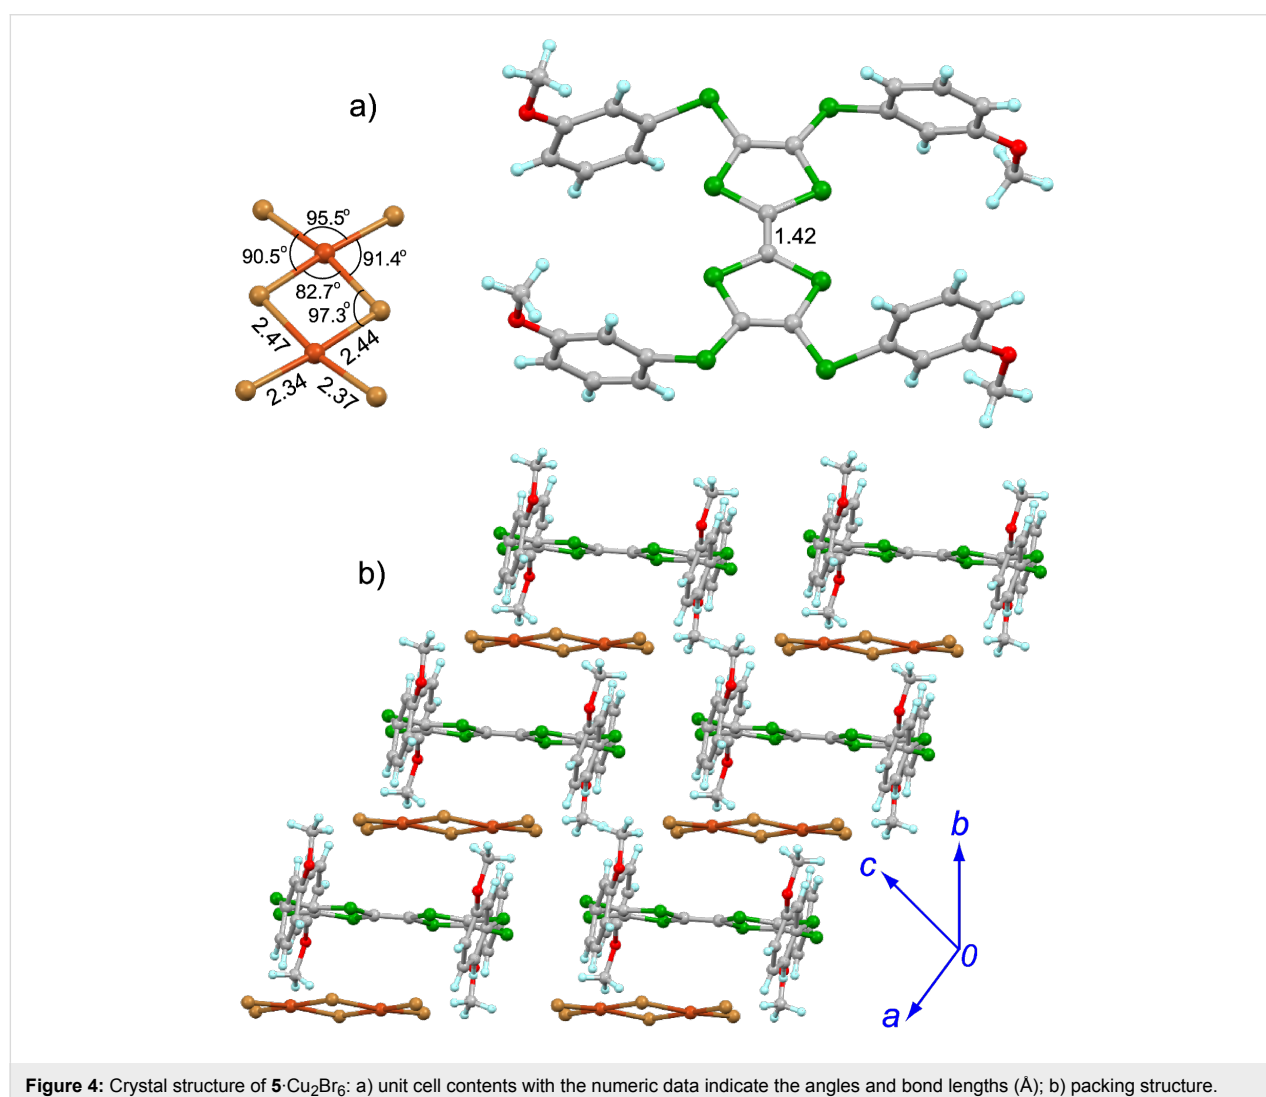 a)
95.5°
90.5°
91.4°
82.7°
97.3°
2.47
2.44
2.34
2.37
1.42
b)
b
c
0
a
Figure 4: Crystal structure of 5·Cu₂Br₆: a) unit cell contents with the numeric data indicate the angles and bond lengths (Å); b) packing structure.